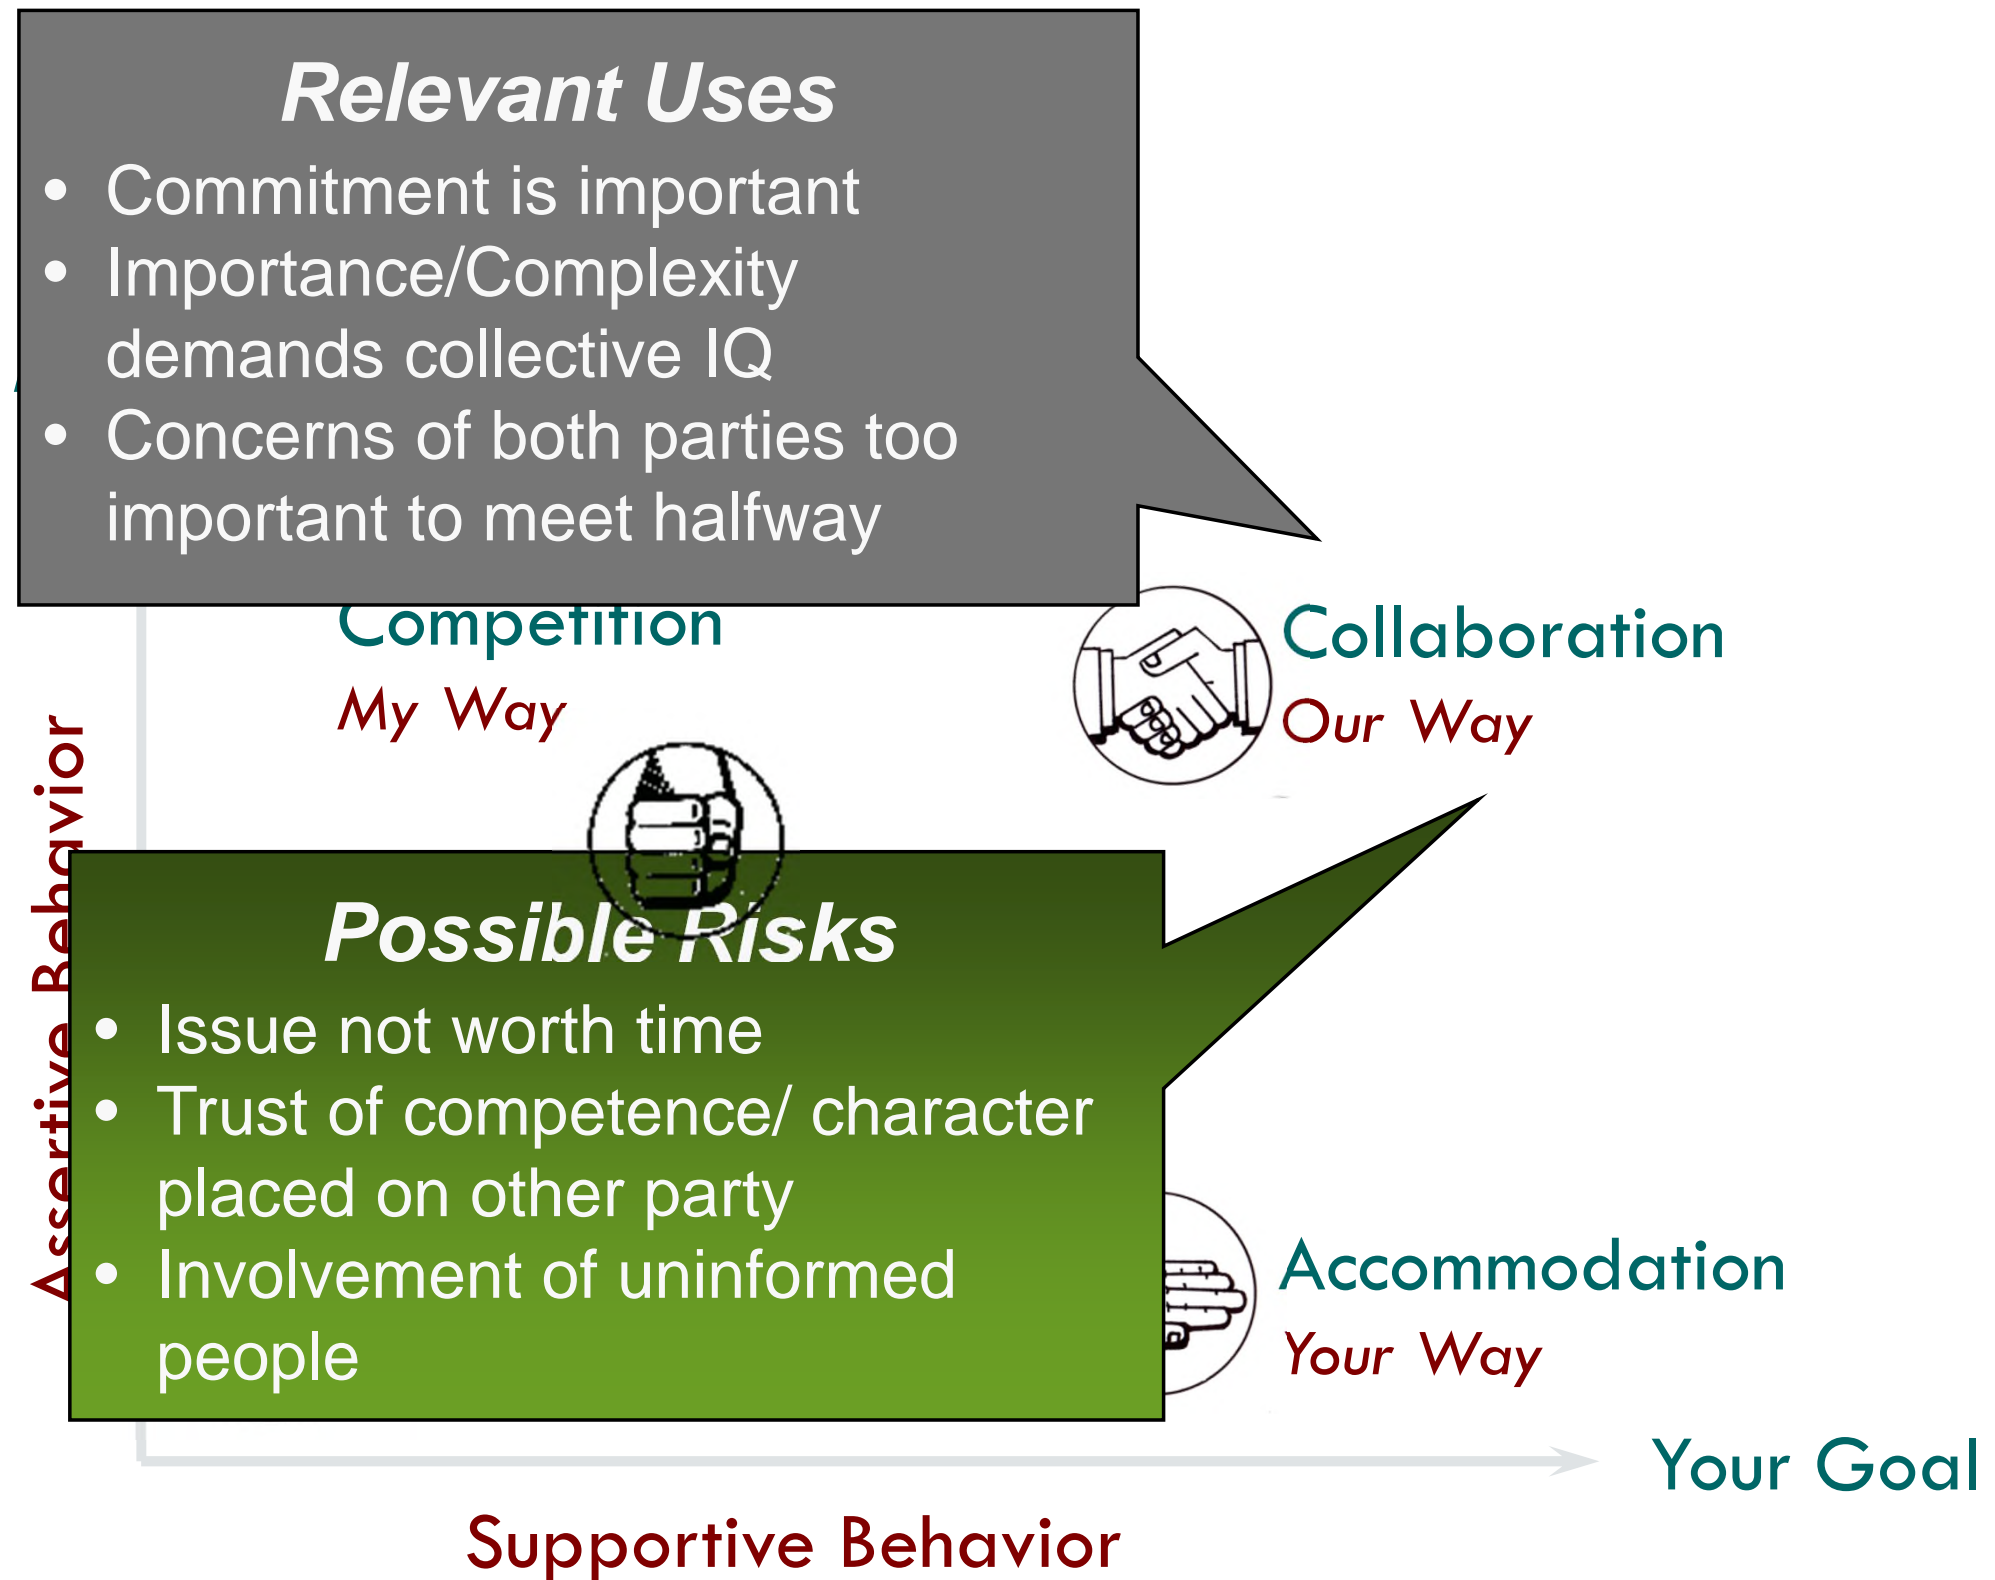 Relevant Uses
• Commitment is important
• Importance/Complexity
demands collective IQ
• Concerns of both parties too
important to meet halfway
Competition
My Way
Collaboration
Our Way
Assertive Behavior
Possible Risks
• Issue not worth time
• Trust of competence/ character
placed on other party
• Involvement of uninformed
people
Accommodation
Your Way
Your Goal
Supportive Behavior